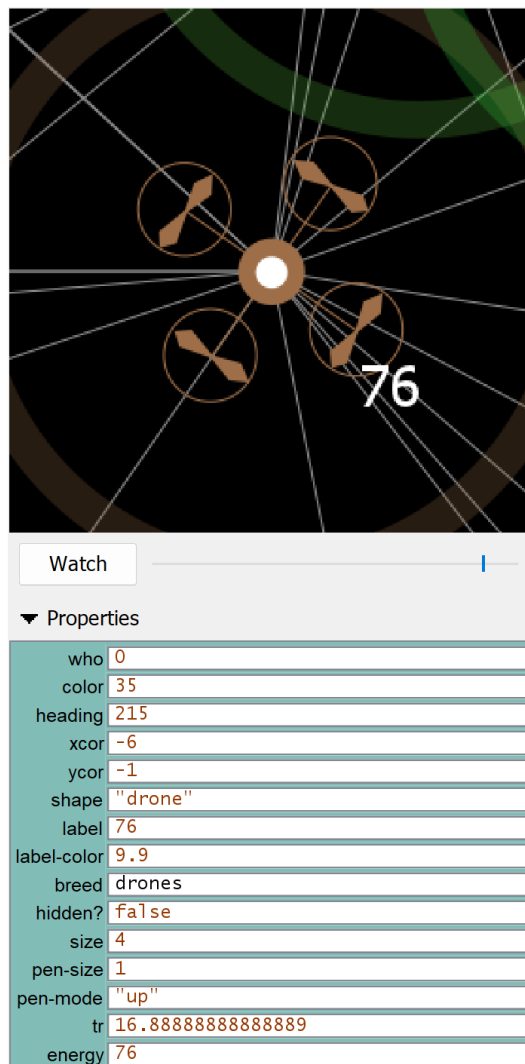 76
Watch
Properties
who 0
color 35
heading 215
xcor -6
ycor -1
shape "drone"
label 76
label-color 9.9
breed drones
hidden? false
size 4
pen-size 1
pen-mode "up"
tr 16.88888888888889
energy 76